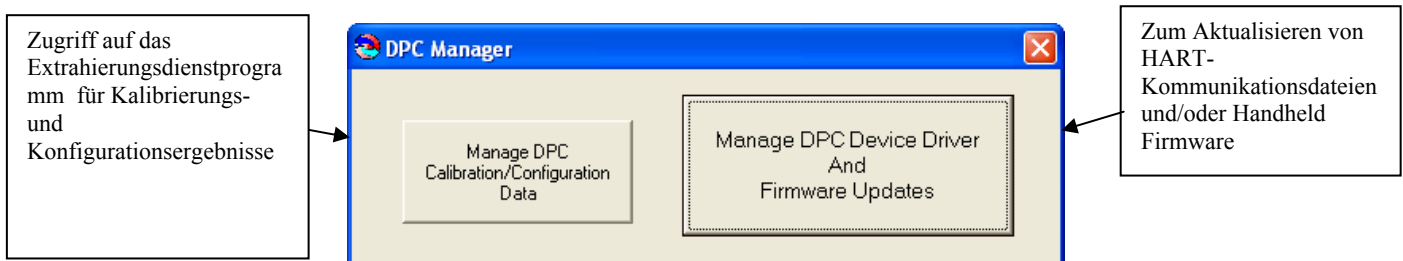 Zugriff auf das
Extrahierungsdienstprogra
mm für Kalibrierungs-
und
Konfigurationsergebnisse
DPC Manager
Manage DPC
Calibration/Configuration
Data
Manage DPC Device Driver
And
Firmware Updates
Zum Aktualisieren von
HART-
Kommunikationsdateien
und/oder Handheld
Firmware